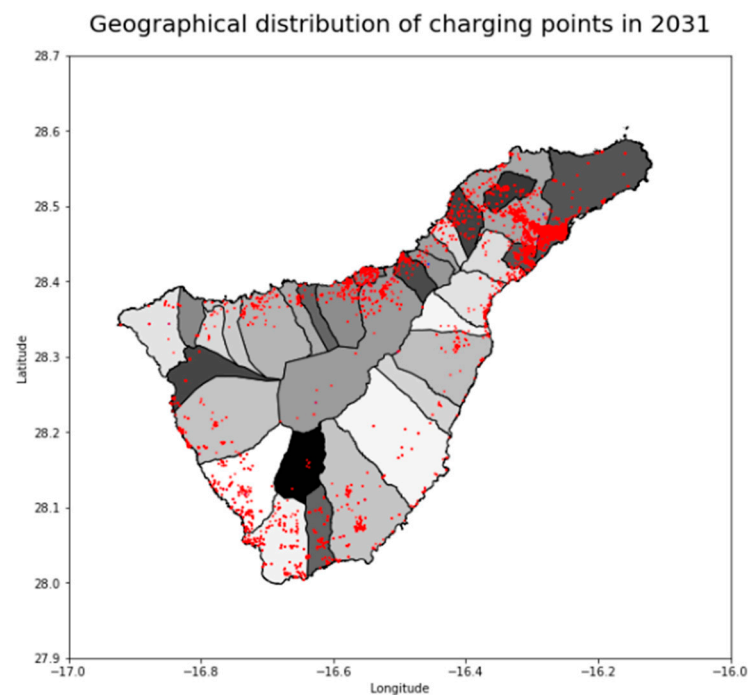 Geographical distribution of charging points in 2031
28.7
28.6
28.5
28.4
28.3
28.2
28.1
28.0
27.9
Latitude
−17.0 −16.8 −16.6 −16.4 −16.2 −16.0
Longitude